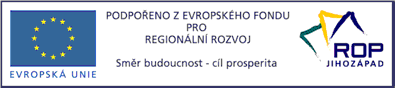 PODPOŘENO Z EVROPSKÉHO FONDU
PRO
REGIONÁLNÍ ROZVOJ
Směr budoucnost - cíl prosperita
EVROPSKÁ UNIE
ROP
JIHOZÁPAD